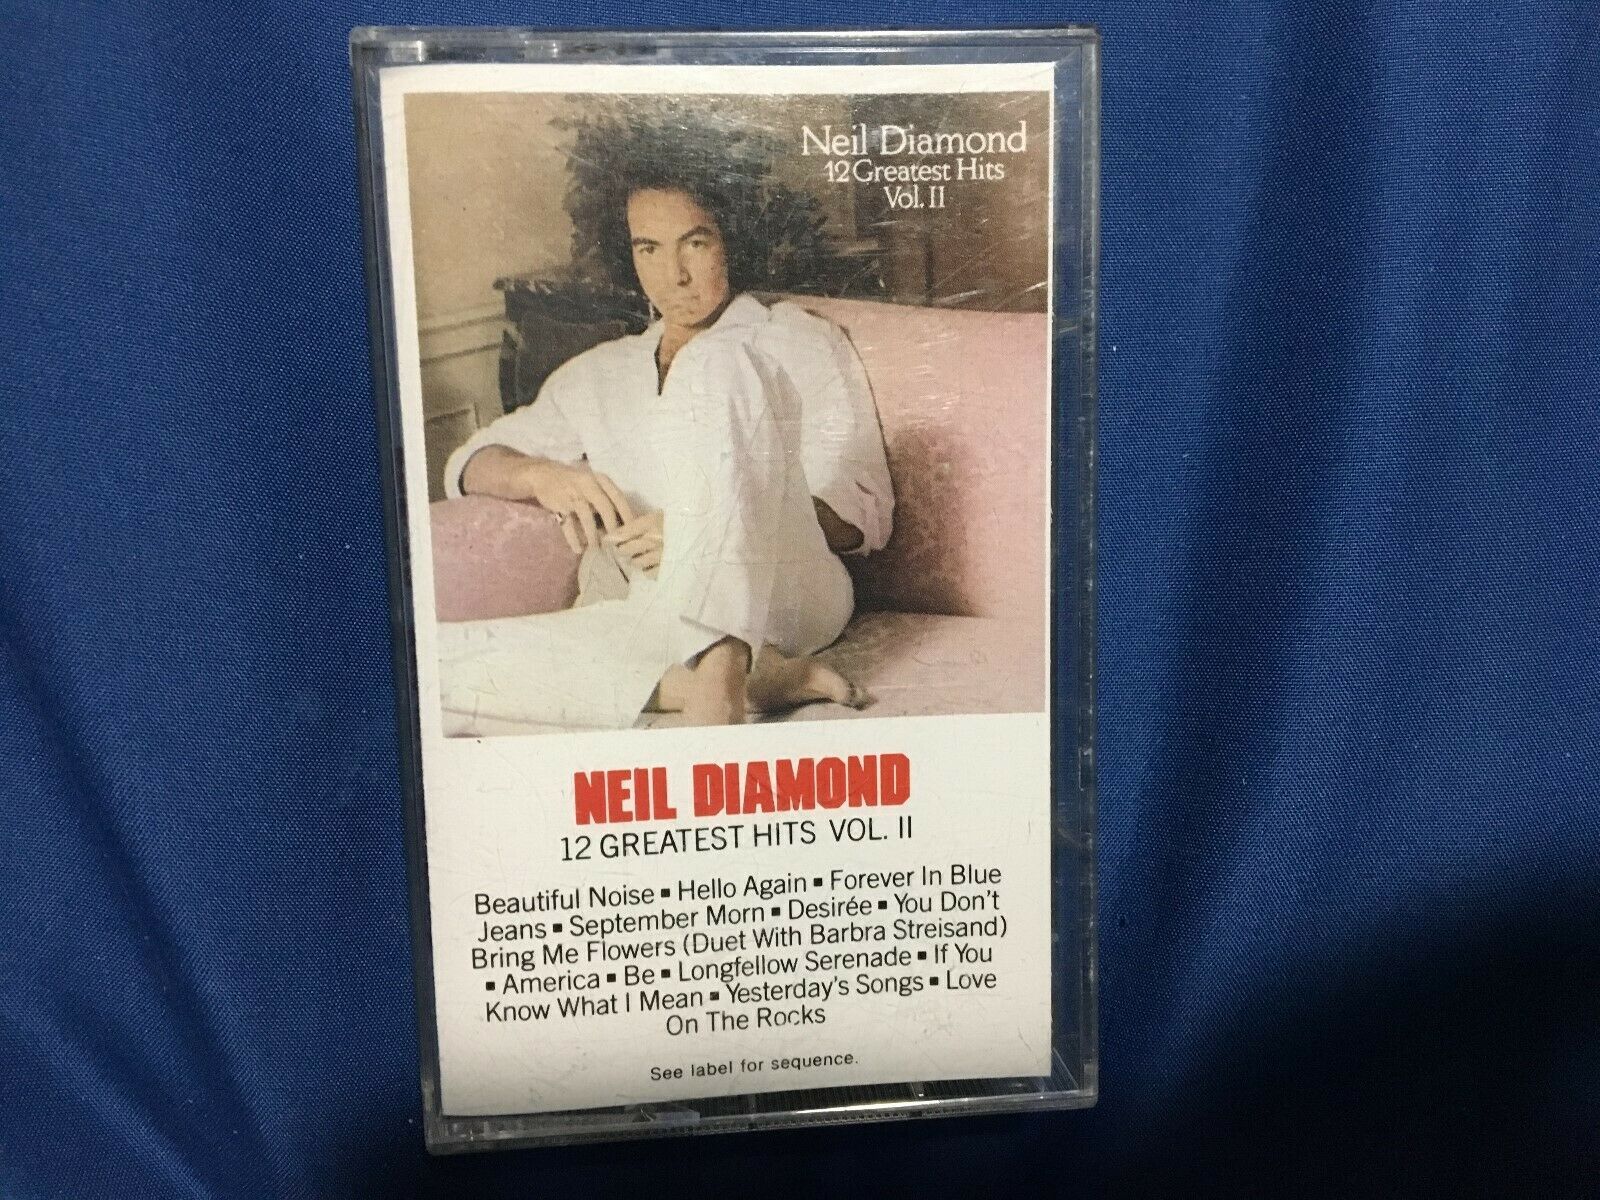 Neil Diamond
12 Greatest Hits
Vol. II
NEIL DIAMOND
12 GREATEST HITS VOL. II
Beautiful Noise ▪ Hello Again ▪ Forever In Blue
Jeans ▪ September Morn ▪ Desirée ▪ You Don't
Bring Me Flowers (Duet With Barbra Streisand)
▪ America ▪ Be ▪ Longfellow Serenade ▪ If You
Know What I Mean ▪ Yesterday's Songs ▪ Love
On The Rocks
See label for sequence.